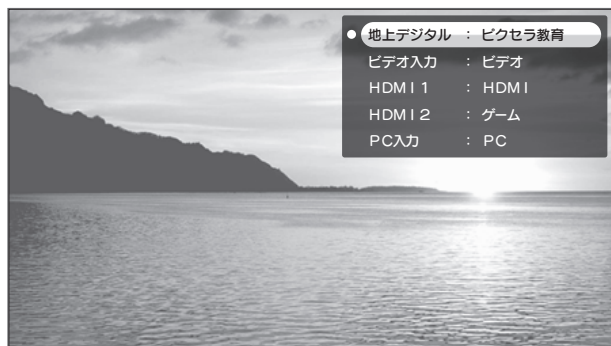 地上デジタル : ピクセラ教育
ビデオ入力 : ビデオ
HDMI1 : HDMI
HDMI2 : ゲーム
PC入力 : PC